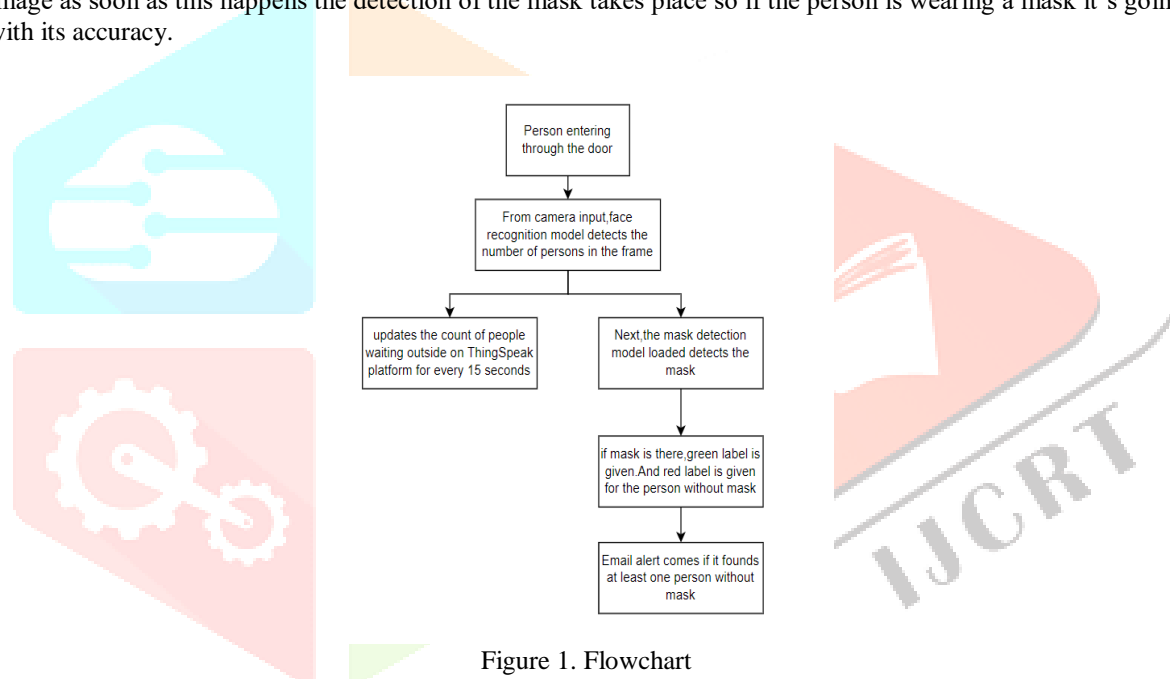 image as soon as this happens the detection of the mask takes place so if the person is wearing a mask it's goin
with its accuracy.
Person entering
through the door
From camera input,face
recognition model detects the
number of persons in the frame
updates the count of people
waiting outside on ThingSpeak
platform for every 15 seconds
Next,the mask detection
model loaded detects the
mask
if mask is there,green label is
given.And red label is given
for the person without mask
Email alert comes if it founds
at least one person without
mask
IJCRT
Figure 1. Flowchart